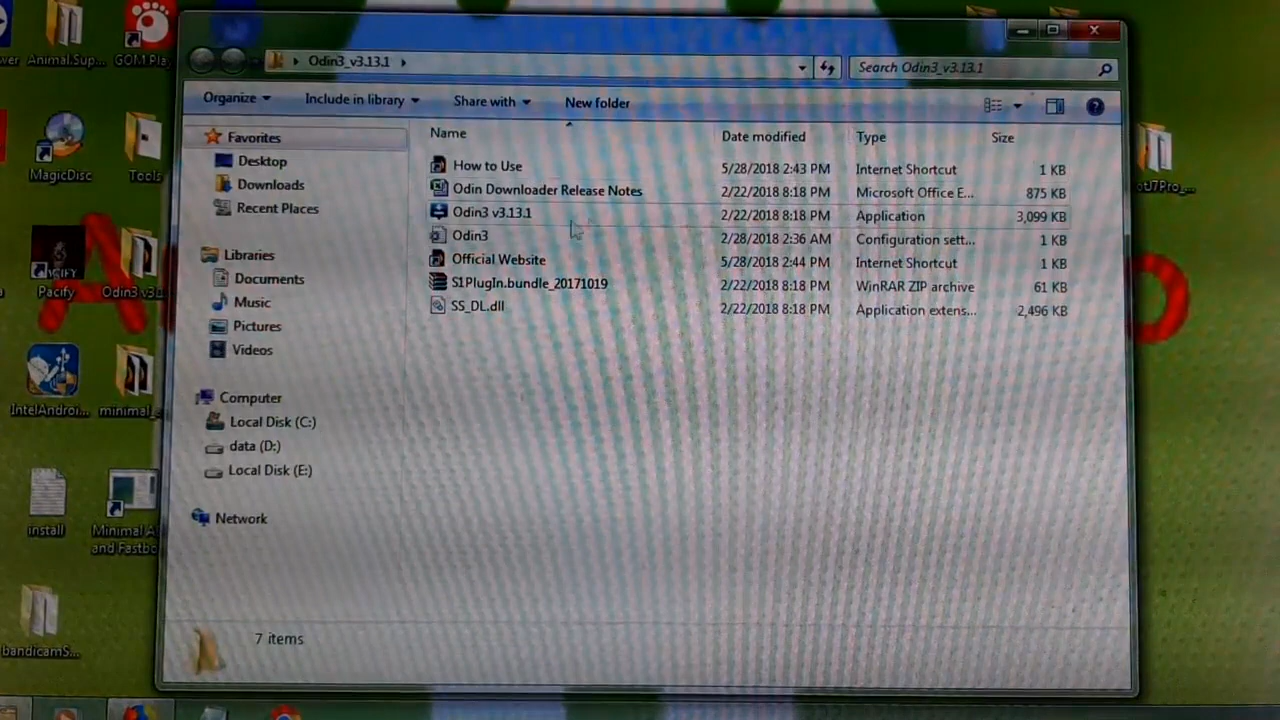 Odin3_v3.13.1
Search Odin3_v3.13.1
Organize
Include in library
Share with
New folder
Name
Date modified
Type
Size
Favorites
Desktop
Downloads
Recent Places
Libraries
Documents
Music
Pictures
Videos
Computer
Local Disk (C:)
data (D:)
Local Disk (E:)
Network
How to Use 5/28/2018 2:43 PM Internet Shortcut 1 KB
Odin Downloader Release Notes 2/22/2018 8:18 PM Microsoft Office E... 875 KB
Odin3 v3.13.1 2/22/2018 8:18 PM Application 3,099 KB
Odin3 2/28/2018 2:36 AM Configuration sett... 1 KB
Official Website 5/28/2018 2:44 PM Internet Shortcut 1 KB
S1PlugIn.bundle_20171019 2/22/2018 8:18 PM WinRAR ZIP archive 61 KB
SS_DL.dll 2/22/2018 8:18 PM Application extens... 2,496 KB
7 items
Animal.Sup...
GOM Pla
MagicDisc
Tools
Pacify
Odin3 v3
IntelAndroi...
minimal
install
Minimal A
and Fastbo
bandicamS...